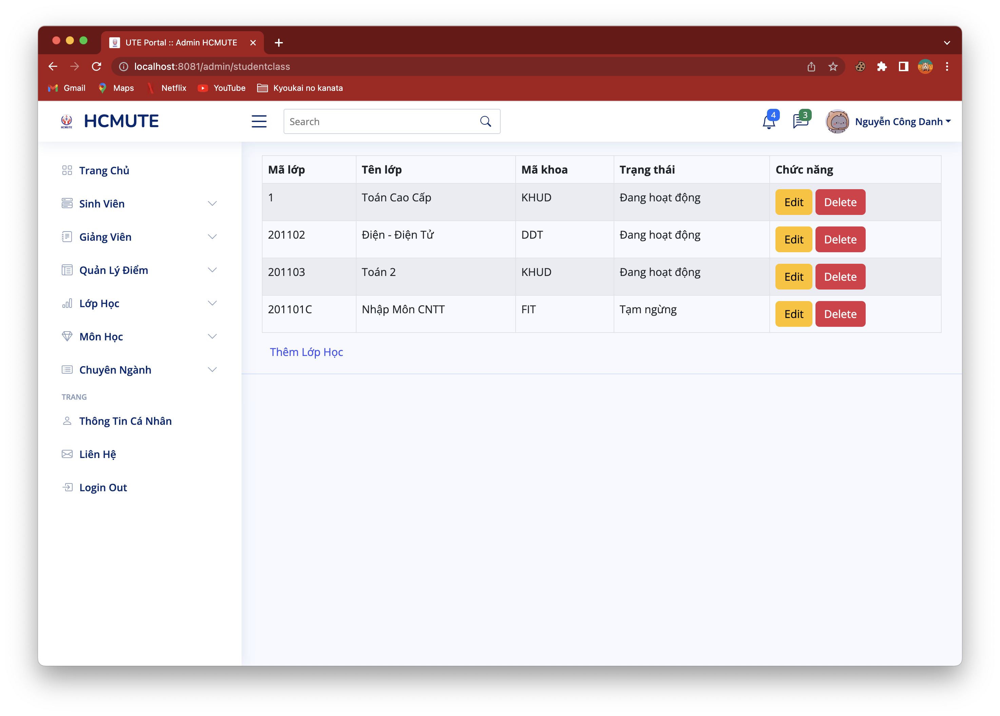 UTE Portal :: Admin HCMUTE
localhost:8081/admin/studentclass
Gmail Maps Netflix YouTube Kyoukai no kanata
HCMUTE HCMUTE Search 4 3 Nguyễn Công Danh
Trang Chủ
Sinh Viên
Giảng Viên
Quản Lý Điểm
Lớp Học
Môn Học
Chuyên Ngành
TRANG
Thông Tin Cá Nhân
Liên Hệ
Login Out
Mã lớp Tên lớp Mã khoa Trạng thái Chức năng
1 Toán Cao Cấp KHUD Đang hoạt động Edit Delete
201102 Điện - Điện Tử DDT Đang hoạt động Edit Delete
201103 Toán 2 KHUD Đang hoạt động Edit Delete
201101C Nhập Môn CNTT FIT Tạm ngừng Edit Delete
Thêm Lớp Học